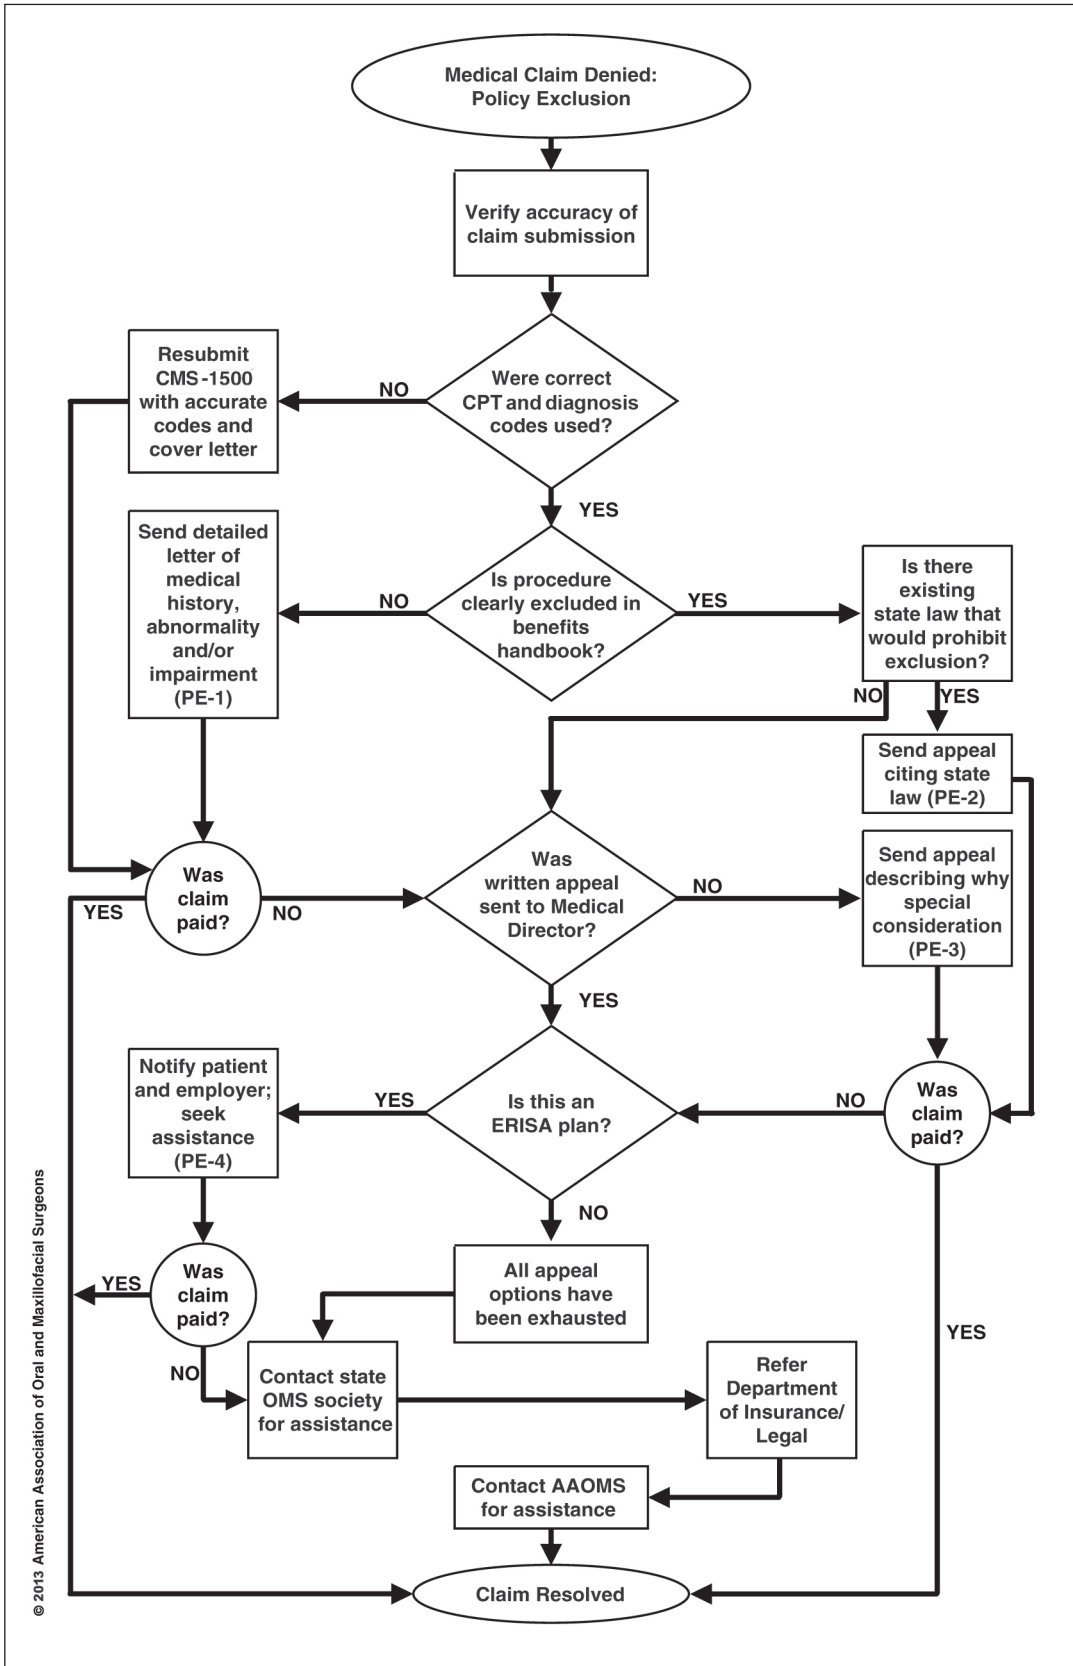 Medical Claim Denied:
Policy Exclusion
Verify accuracy of
claim submission
Resubmit
CMS-1500
with accurate
codes and
cover letter
NO
Were correct
CPT and diagnosis
codes used?
YES
Send detailed
letter of
medical
history,
abnormality
and/or
impairment
(PE-1)
NO
Is procedure
clearly excluded in
benefits
handbook?
YES
Is there
existing
state law that
would prohibit
exclusion?
NO
YES
Send appeal
citing state
law (PE-2)
Was
claim
paid?
YES
NO
Was
written appeal
sent to Medical
Director?
NO
Send appeal
describing why
special
consideration
(PE-3)
YES
Notify patient
and employer;
seek
assistance
(PE-4)
YES
Is this an
ERISA plan?
NO
Was
claim
paid?
NO
YES
Was
claim
paid?
All appeal
options have
been exhausted
YES
NO
Contact state
OMS society
for assistance
Refer
Department
of Insurance/
Legal
Contact AAOMS
for assistance
Claim Resolved
© 2013 American Association of Oral and Maxillofacial Surgeons